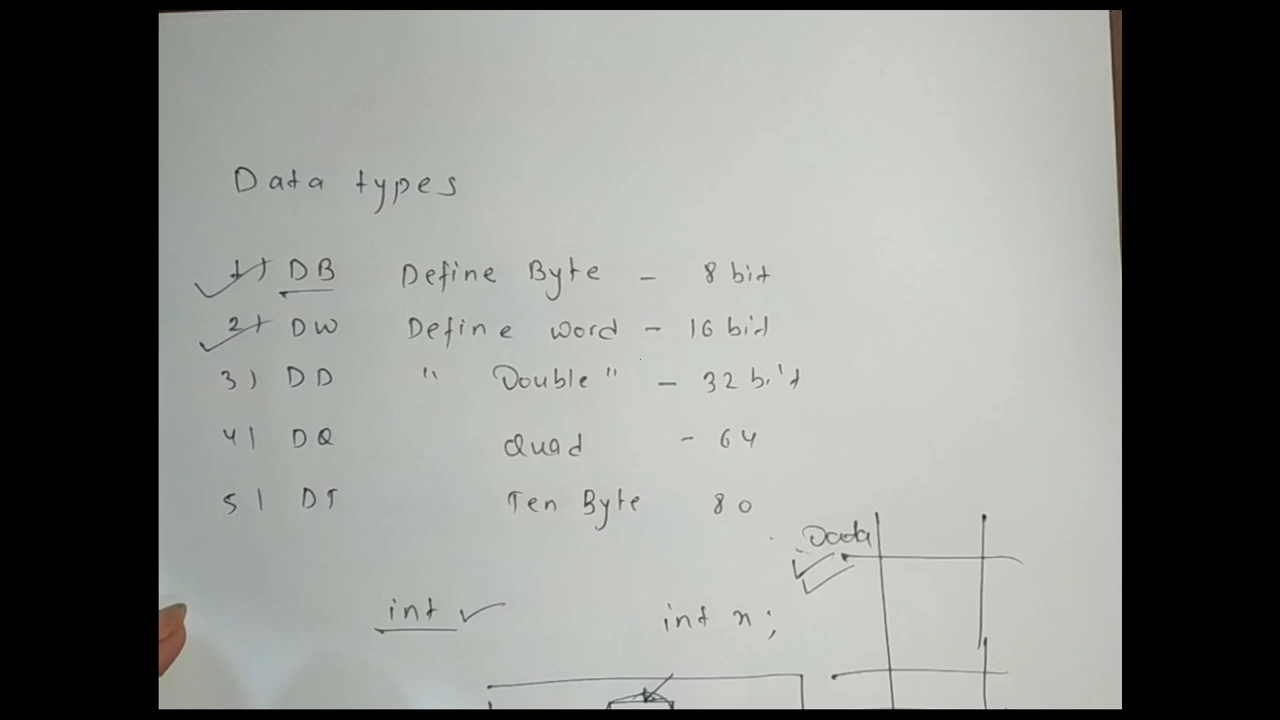 Data types
1) DB Define Byte - 8 bit
2) DW Define word - 16 bit
3) DD " Double " - 32 bit
4) DQ Quad - 64
5) DT Ten Byte 80
Data
int int n;